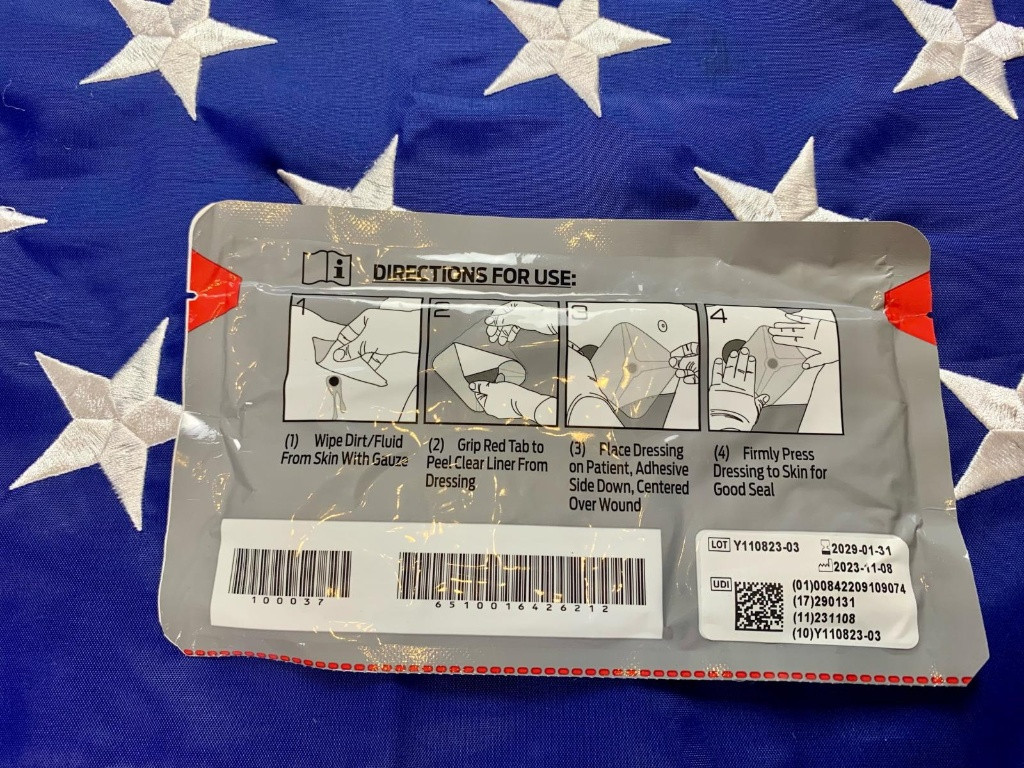 i DIRECTIONS FOR USE:
1 2 3 4
(1) Wipe Dirt/Fluid
From Skin With Gauze
(2) Grip Red Tab to
Peel Clear Liner From
Dressing
(3) Place Dressing
on Patient, Adhesive
Side Down, Centered
Over Wound
(4) Firmly Press
Dressing to Skin for
Good Seal
100037
6510016426212
LOT Y110823-03
2029-01-31
2023-11-08
UDI
(01)00842209109074
(17)290131
(11)231108
(10)Y110823-03